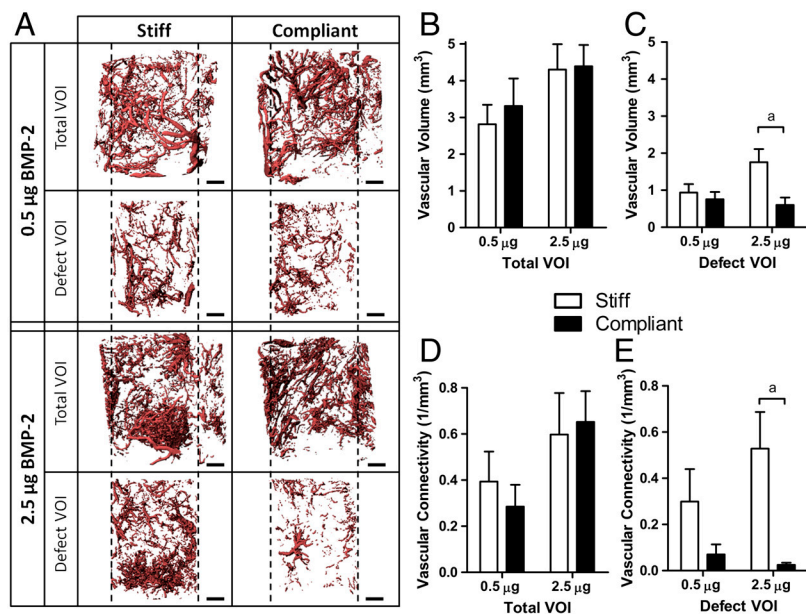 A
Stiff
Compliant
0.5 µg BMP-2
Total VOI
Defect VOI
2.5 µg BMP-2
Total VOI
Defect VOI
B
Vascular Volume (mm³)
5
4
3
2
1
0
0.5 µg
2.5 µg
Total VOI
C
Vascular Volume (mm³)
5
4
3
2
1
0
a
0.5 µg
2.5 µg
Defect VOI
Stiff
Compliant
D
Vascular Connectivity (1/mm³)
0.8
0.6
0.4
0.2
0.0
0.5 µg
2.5 µg
Total VOI
E
Vascular Connectivity (1/mm³)
0.8
0.6
0.4
0.2
0.0
a
0.5 µg
2.5 µg
Defect VOI